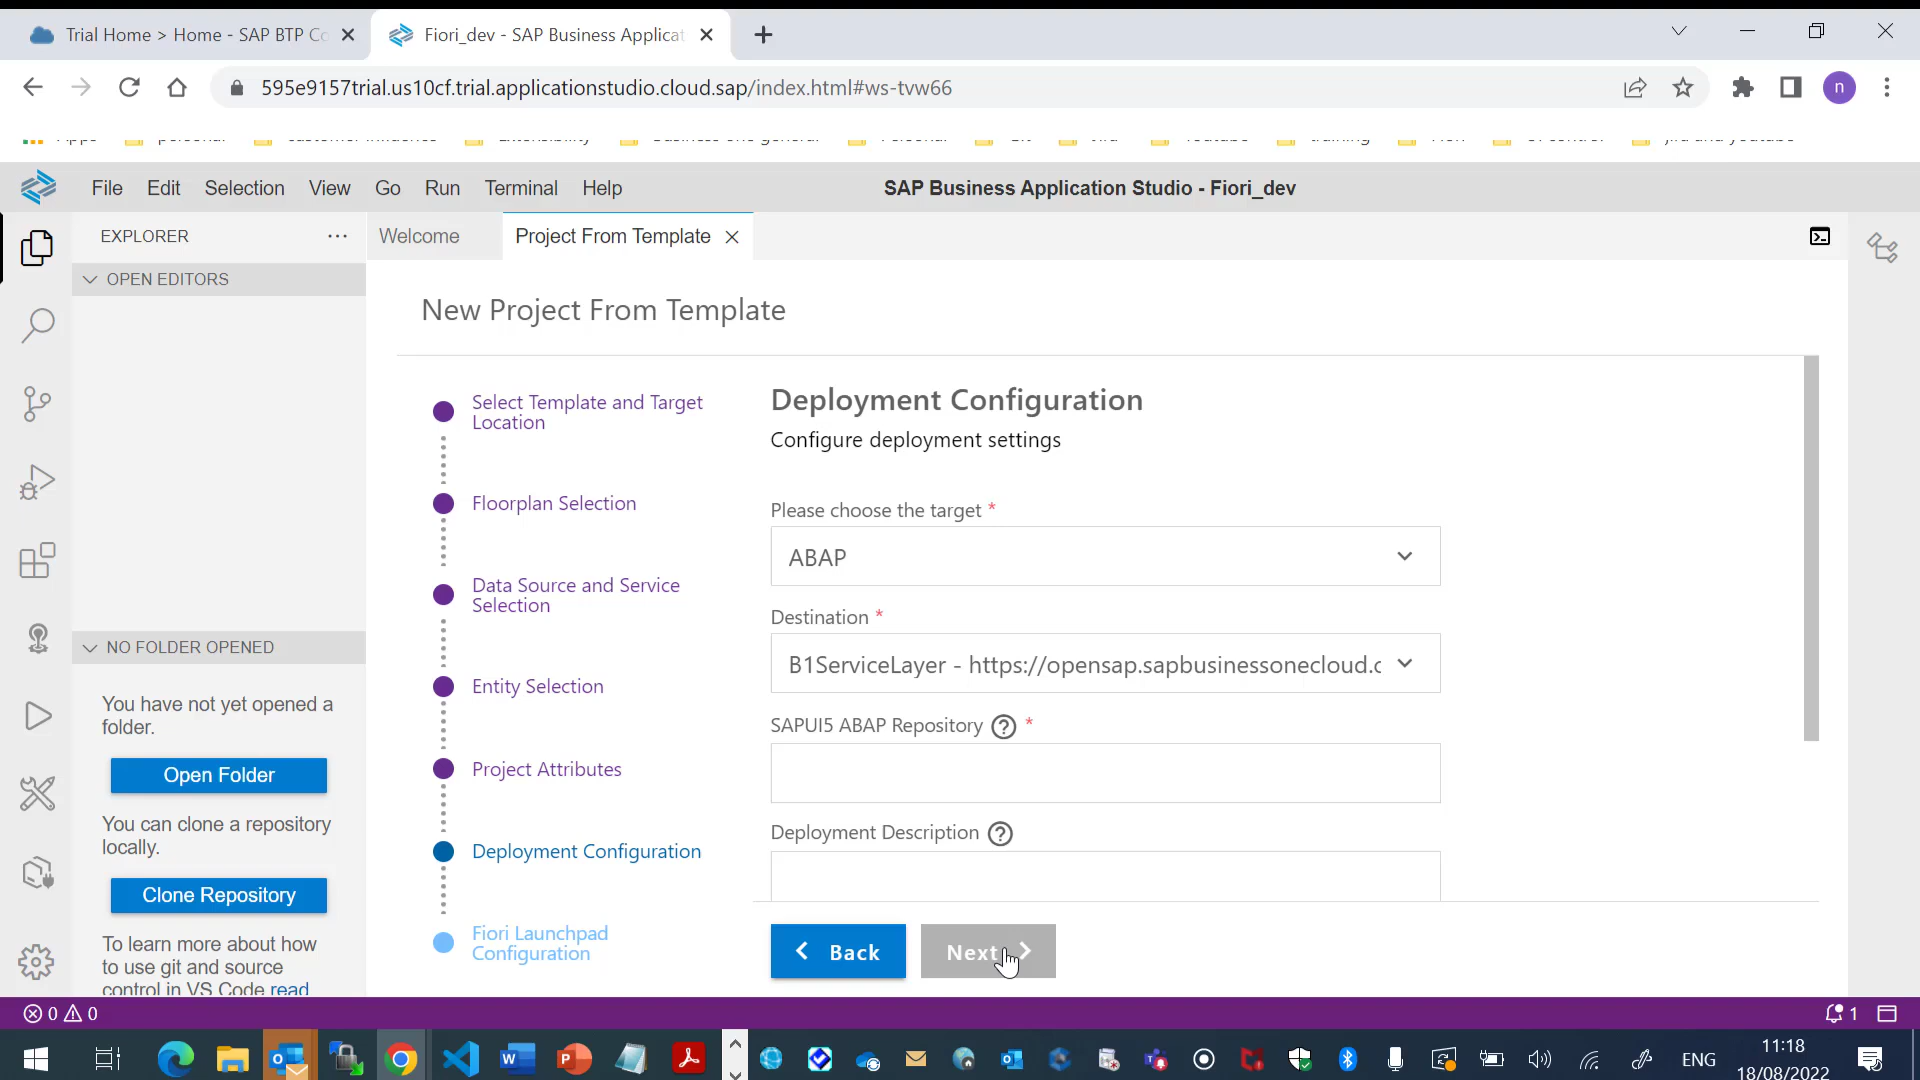 Trial Home > Home - SAP BTP Co
Fiori_dev - SAP Business Applicat
595e9157trial.us10cf.trial.applicationstudio.cloud.sap/index.html#ws-tvw66
n
File Edit Selection View Go Run Terminal Help
SAP Business Application Studio - Fiori_dev
EXPLORER
Welcome
Project From Template
OPEN EDITORS
New Project From Template
Select Template and Target
Location
Floorplan Selection
Data Source and Service
Selection
Entity Selection
Project Attributes
Deployment Configuration
Fiori Launchpad
Configuration
Deployment Configuration
Configure deployment settings
Please choose the target *
ABAP
Destination *
B1ServiceLayer - https://opensap.sapbusinessonecloud.c
SAPUI5 ABAP Repository *
Deployment Description
Back
Next
NO FOLDER OPENED
You have not yet opened a
folder.
Open Folder
You can clone a repository
locally.
Clone Repository
To learn more about how
to use git and source
control in VS Code read
0 0
1
ENG
11:18
18/08/2022